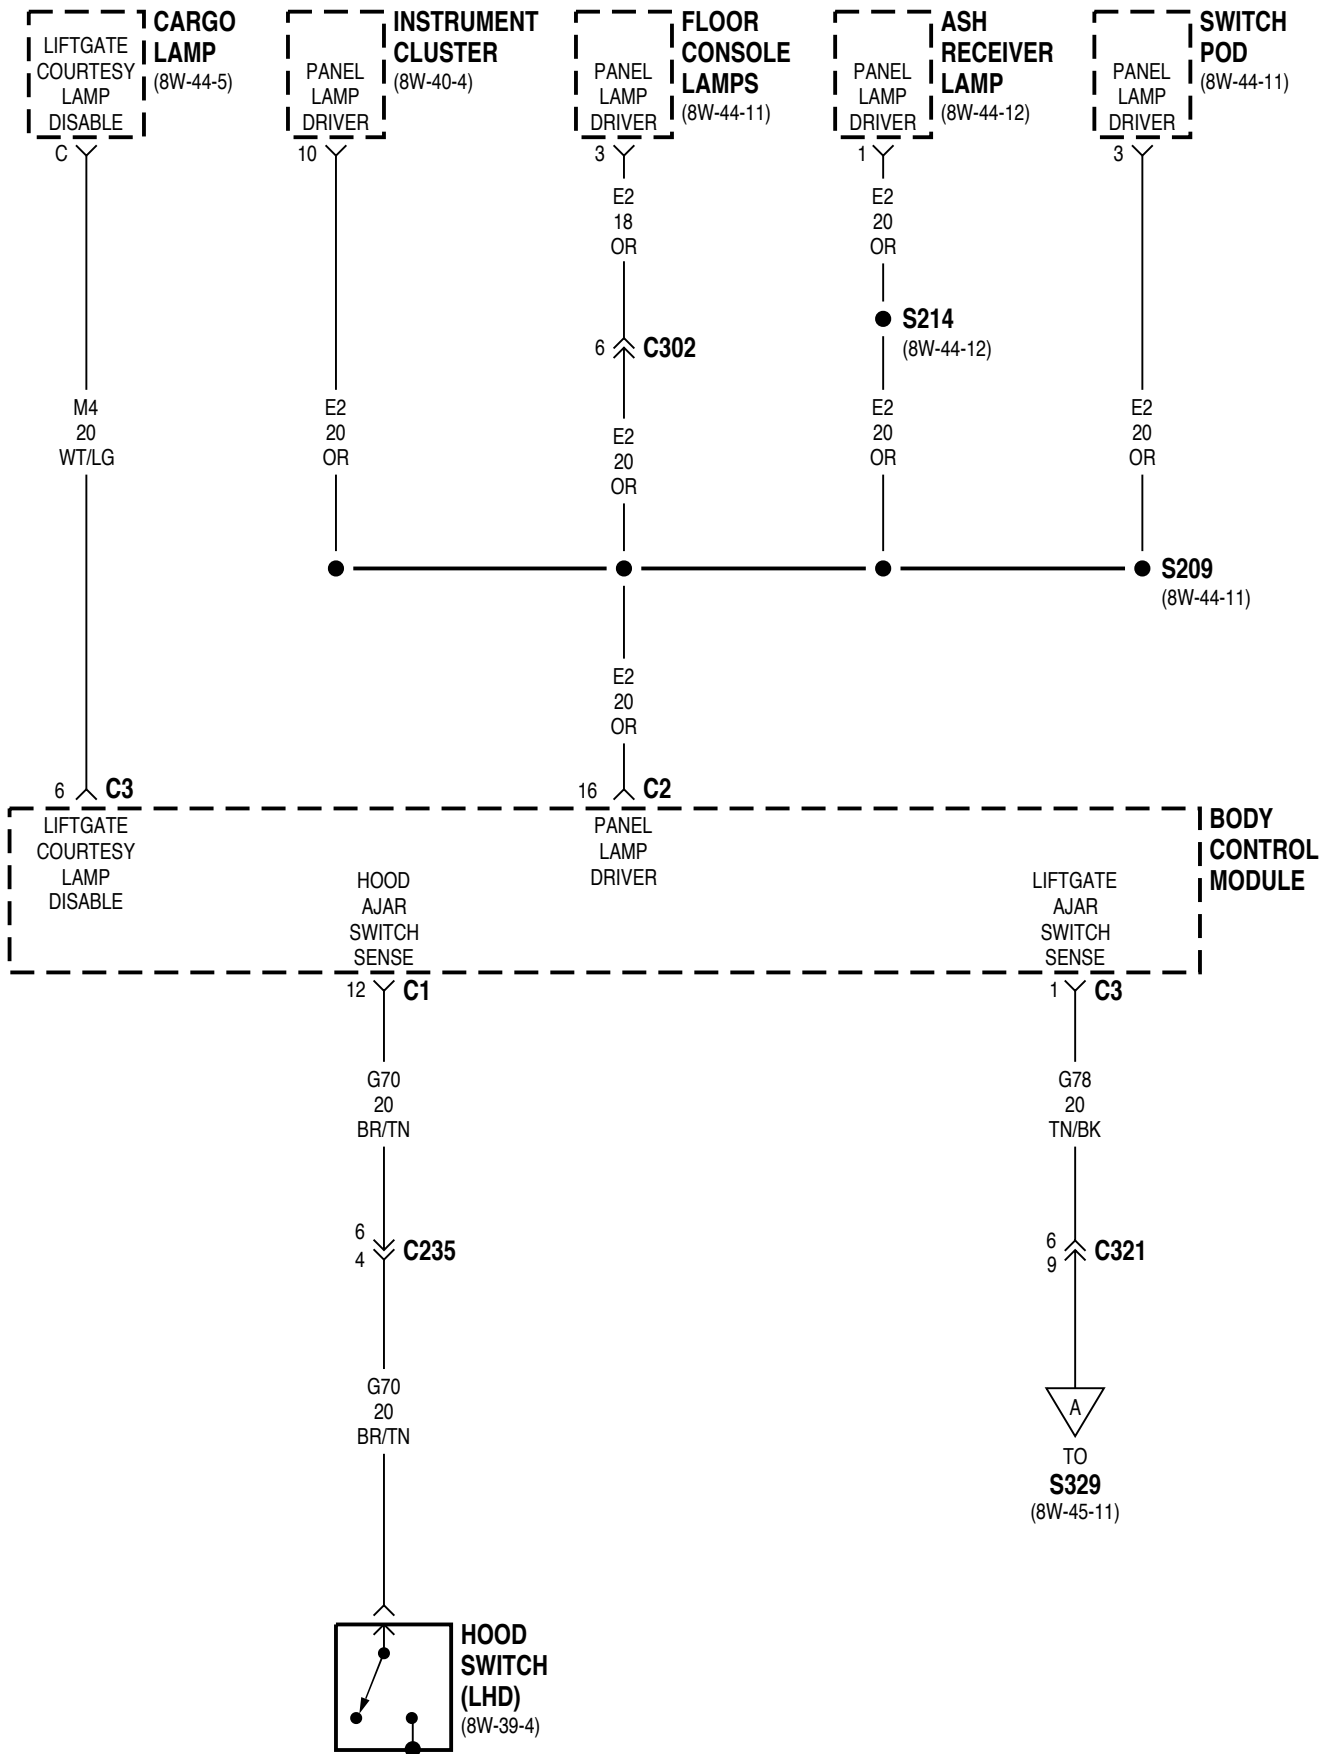 CARGO
LAMP
(8W-44-5)
LIFTGATE
COURTESY
LAMP
DISABLE
C
INSTRUMENT
CLUSTER
(8W-40-4)
PANEL
LAMP
DRIVER
10
FLOOR
CONSOLE
LAMPS
(8W-44-11)
PANEL
LAMP
DRIVER
3
ASH
RECEIVER
LAMP
(8W-44-12)
PANEL
LAMP
DRIVER
1
SWITCH
POD
(8W-44-11)
PANEL
LAMP
DRIVER
3
E2
18
OR
E2
20
OR
S214
(8W-44-12)
6
C302
M4
20
WT/LG
E2
20
OR
E2
20
OR
E2
20
OR
E2
20
OR
S209
(8W-44-11)
E2
20
OR
6
C3
16
C2
BODY
CONTROL
MODULE
LIFTGATE
COURTESY
LAMP
DISABLE
PANEL
LAMP
DRIVER
HOOD
AJAR
SWITCH
SENSE
LIFTGATE
AJAR
SWITCH
SENSE
12
C1
1
C3
G70
20
BR/TN
G78
20
TN/BK
6
4
C235
6
9
C321
G70
20
BR/TN
A
TO
S329
(8W-45-11)
HOOD
SWITCH
(LHD)
(8W-39-4)